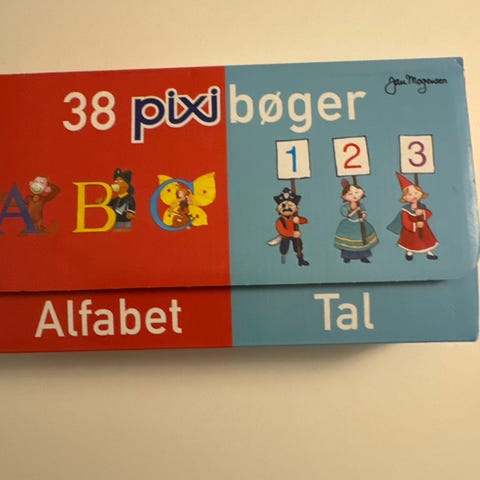 Jan Mogensen
38 pixi bøger
A B C
1 2 3
Alfabet Tal